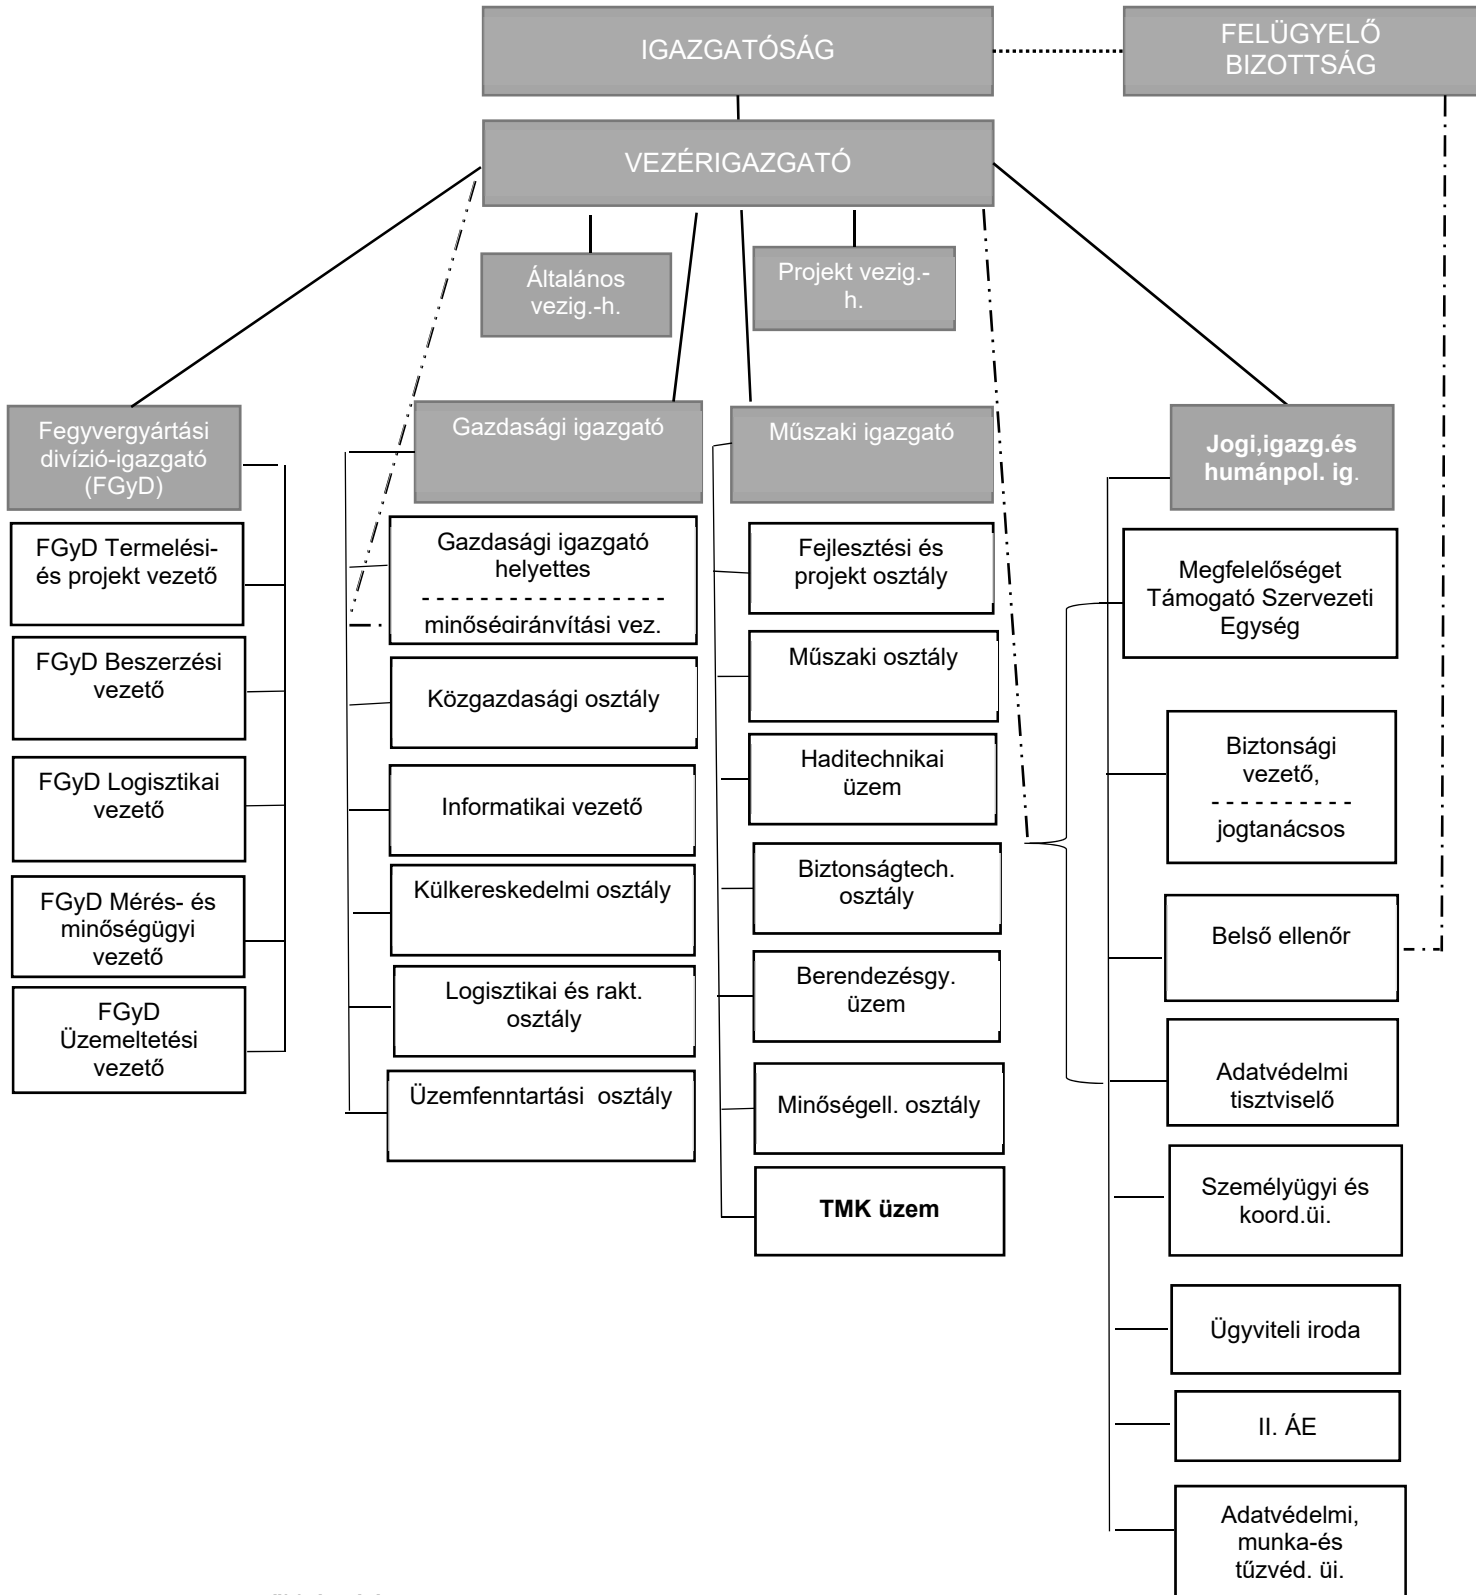 IGAZGATÓSÁG
FELÜGYELŐ
BIZOTTSÁG
VEZÉRIGAZGATÓ
Általános
vezig.-h.
Projekt vezig.-
h.
Fegyvergyártási
divízió-igazgató
(FGyD)
FGyD Termelési-
és projekt vezető
FGyD Beszerzési
vezető
FGyD Logisztikai
vezető
FGyD Mérés- és
minőségügyi
vezető
FGyD
Üzemeltetési
vezető
Gazdasági igazgató
Gazdasági igazgató
helyettes
minőségirányítási vez.
Közgazdasági osztály
Informatikai vezető
Külkereskedelmi osztály
Logisztikai és rakt.
osztály
Üzemfenntartási osztály
Műszaki igazgató
Fejlesztési és
projekt osztály
Műszaki osztály
Haditechnikai
üzem
Biztonságtech.
osztály
Berendezésgy.
üzem
Minőségell. osztály
TMK üzem
Jogi,igazg.és
humánpol. ig.
Megfelelőséget
Támogató Szervezeti
Egység
Biztonsági
vezető,
jogtanácsos
Belső ellenőr
Adatvédelmi
tisztviselő
Személyügyi és
koord.üi.
Ügyviteli iroda
II. ÁE
Adatvédelmi,
munka-és
tűzvéd. üi.